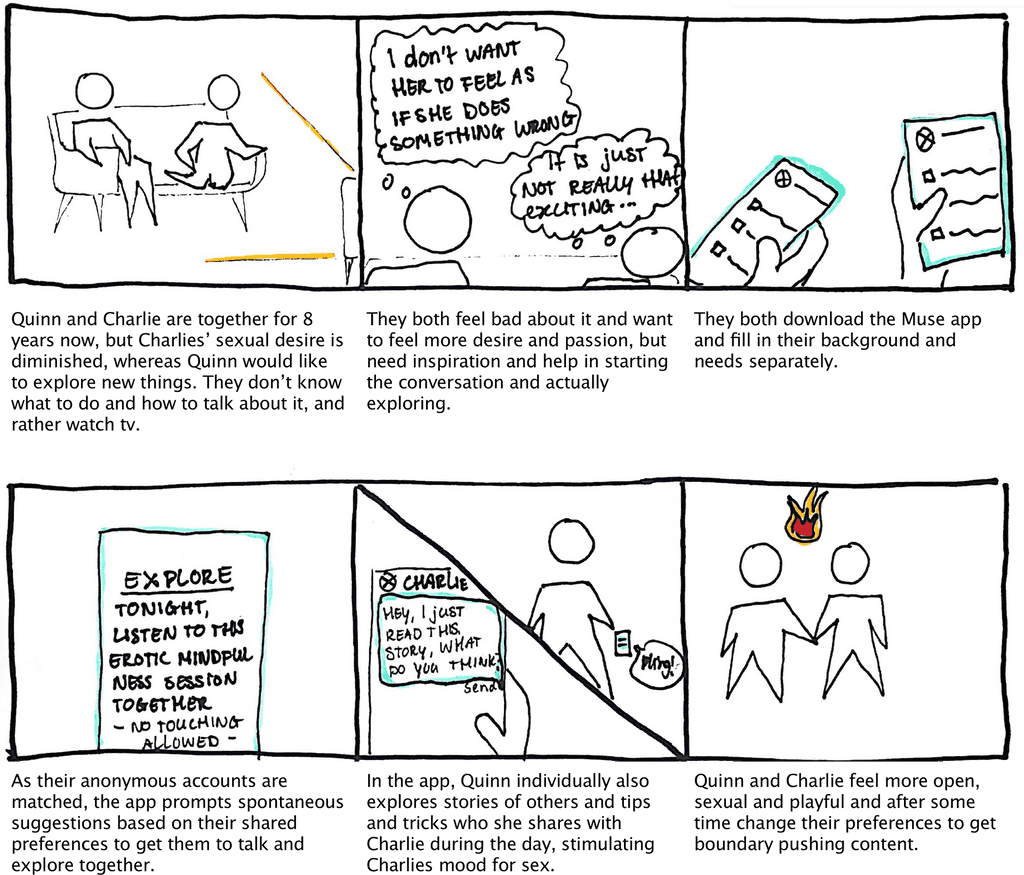 I don't WANT
HER TO FEEL AS
IF SHE DOES
SOMETHING WRONG
IT IS JUST
NOT REALLY THAT
EXCITING...
Quinn and Charlie are together for 8
years now, but Charlies’ sexual desire is
diminished, whereas Quinn would like
to explore new things. They don’t know
what to do and how to talk about it, and
rather watch tv.
They both feel bad about it and want
to feel more desire and passion, but
need inspiration and help in starting
the conversation and actually
exploring.
They both download the Muse app
and fill in their background and
needs separately.
EXPLORE
TONIGHT,
LISTEN TO THIS
EROTIC MINDFUL
NESS SESSION
TOGETHER
- NO TOUCHING
ALLOWED -
CHARLIE
HEY, I JUST
READ THIS
STORY, WHAT
DO YOU THINK?
Send
Pling!
As their anonymous accounts are
matched, the app prompts spontaneous
suggestions based on their shared
preferences to get them to talk and
explore together.
In the app, Quinn individually also
explores stories of others and tips
and tricks who she shares with
Charlie during the day, stimulating
Charlies mood for sex.
Quinn and Charlie feel more open,
sexual and playful and after some
time change their preferences to get
boundary pushing content.